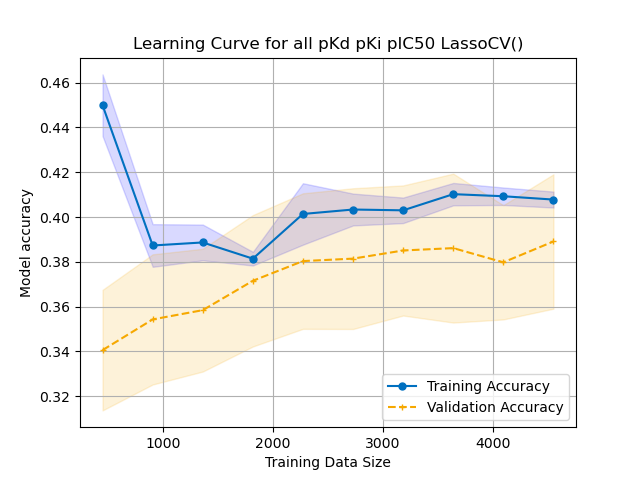 Learning Curve for all pKd pKi pIC50 LassoCV()
0.46
0.44
0.42
0.40
0.38
0.36
0.34
0.32
Model accuracy
Training Accuracy
Validation Accuracy
1000 2000 3000 4000
Training Data Size